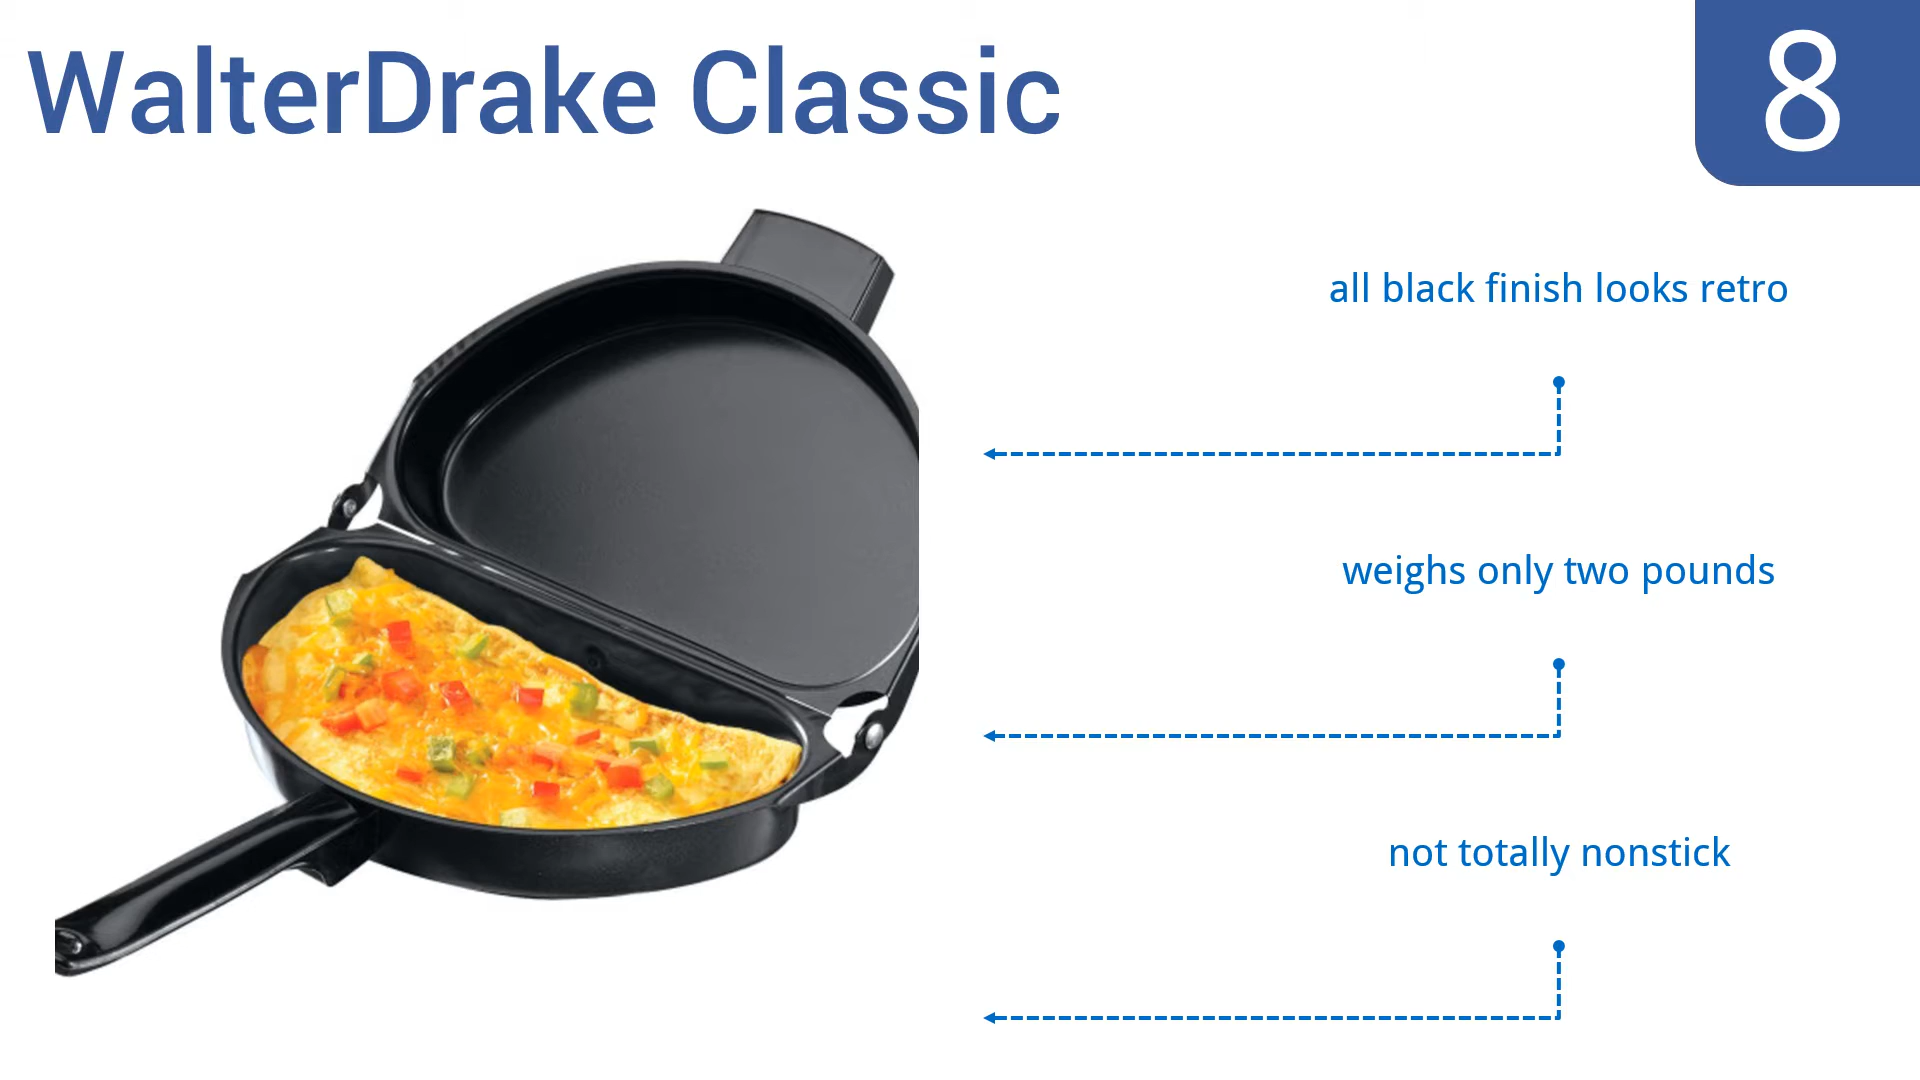 WalterDrake Classic
8
all black finish looks retro
weighs only two pounds
not totally nonstick